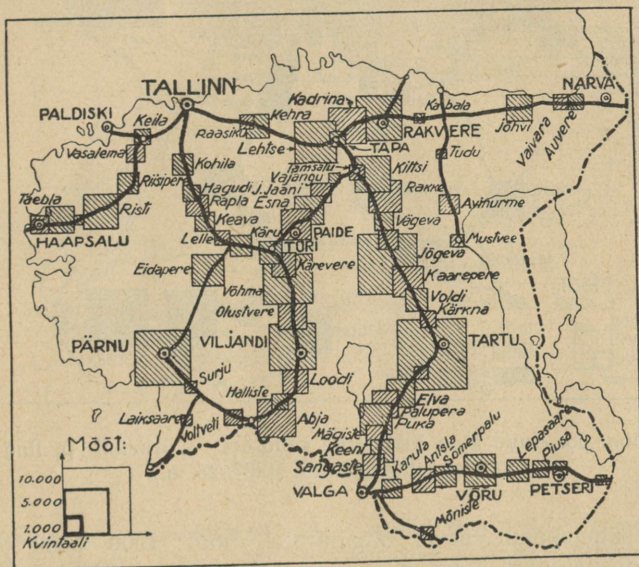 TALLINN
PALDISKI
Keila
Vasalema
Riisipere
Taebla
HAAPSALU
Risti
Raasiku
Kehra
Lehtse
Kadrina
TAPA
RAKVERE
Kabala
Jõhvi
Vaivara
Auvere
NARVA
Tudu
Avinurme
Mustvee
Kohila
Hagudi
Rapla
Keava
Lelle
Käru
TÜRI
J.Jaani
Esna
Vajangu
Tamsalu
PAIDE
Kiltsi
Rakke
Vägeva
Jõgeva
Kaarepere
Voldi
Kärkna
TARTU
Eidapere
Võhma
Kärevere
Olustvere
PÄRNU
VILJANDI
Surju
Loodi
Halliste
Abja
Laiksaare
Voltveti
Elva
Palupera
Puka
Mägiste
Keeni
Sangaste
VALGA
Karula
Antsla
Sõmerpalu
VÕRU
Lepasaare
Piusa
PETSERI
Mõniste
Mõõt:
10.000
5.000
1.000
Kvintaali